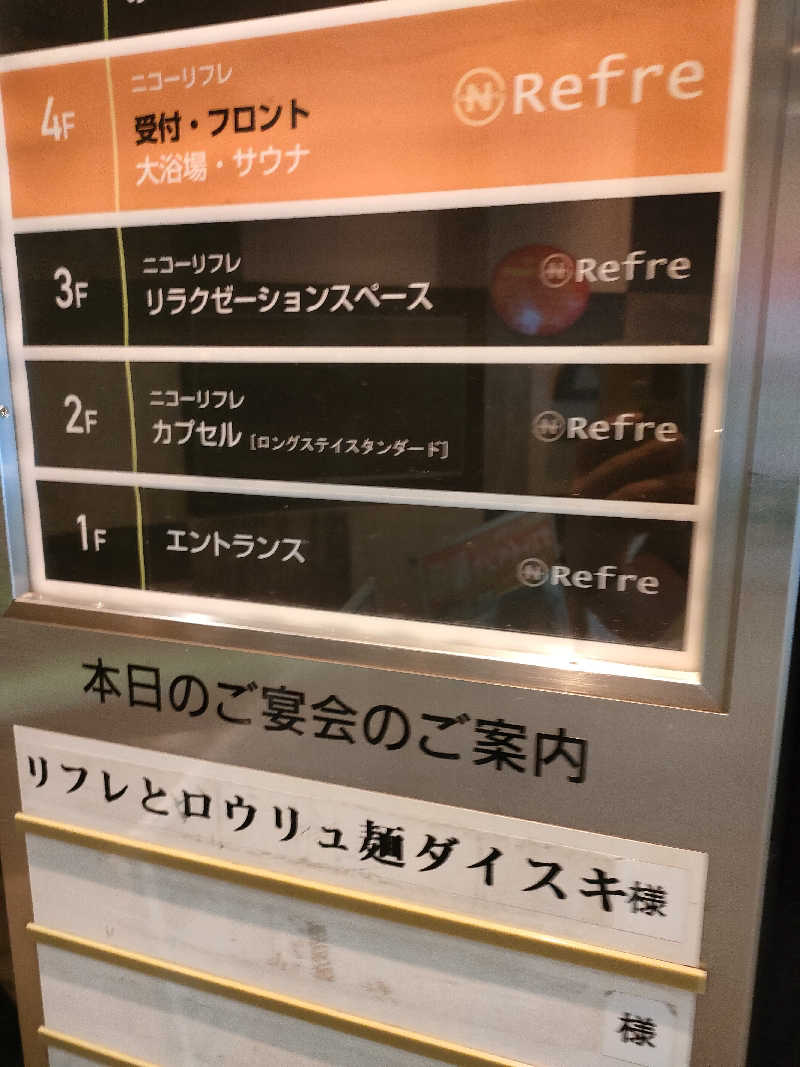 4F
ニコーリフレ
受付・フロント
大浴場・サウナ
N Refre
3F
ニコーリフレ
リラクゼーションスペース
N Refre
2F
ニコーリフレ
カプセル [ロングステイスタンダード]
N Refre
1F
エントランス
N Refre
本日のご宴会のご案内
リフレとロウリュ麺ダイスキ様
様